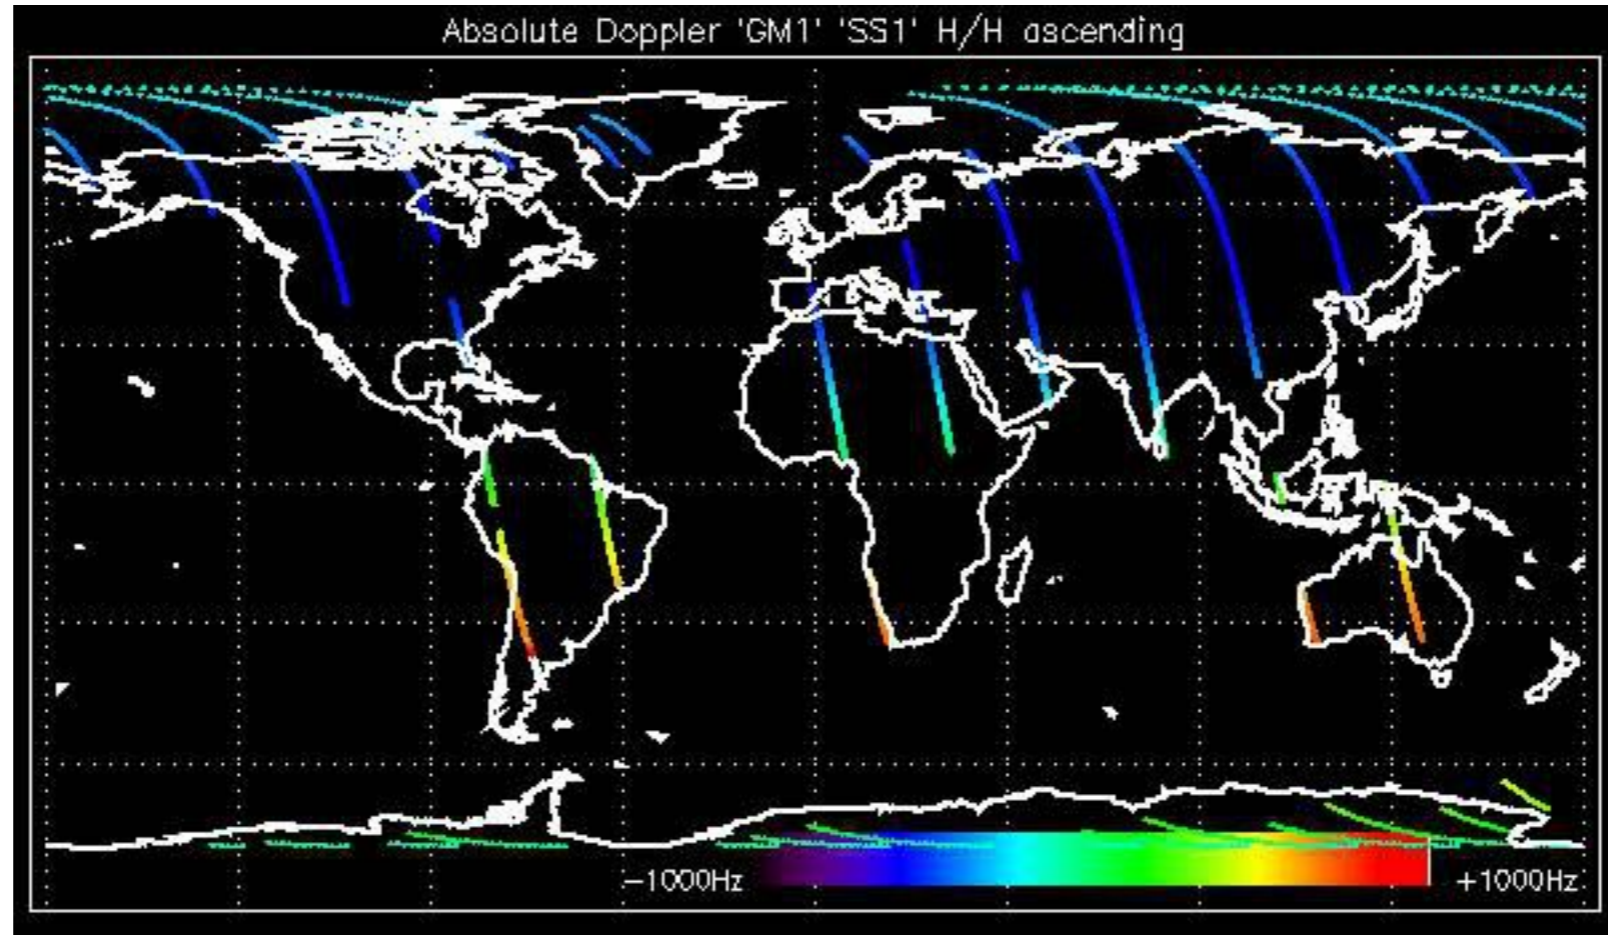 Absolute Doppler 'GM1' 'SS1' H/H ascending
−1000Hz
+1000Hz